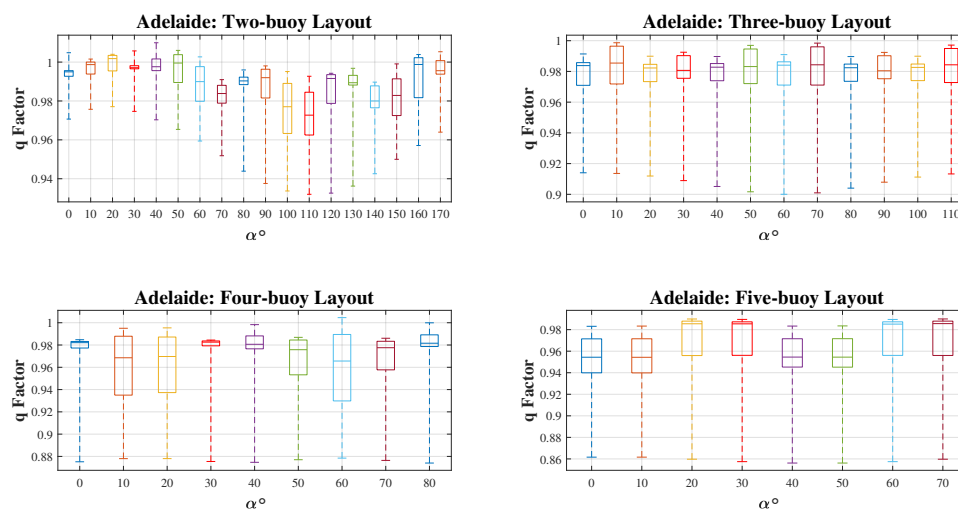 Adelaide: Two-buoy Layout
q Factor
1
0.98
0.96
0.94
0 10 20 30 40 50 60 70 80 90 100 110 120 130 140 150 160 170
α°
Adelaide: Three-buoy Layout
q Factor
1
0.98
0.96
0.94
0.92
0.9
0 10 20 30 40 50 60 70 80 90 100 110
α°
Adelaide: Four-buoy Layout
q Factor
1
0.98
0.96
0.94
0.92
0.9
0.88
0 10 20 30 40 50 60 70 80
α°
Adelaide: Five-buoy Layout
q Factor
0.98
0.96
0.94
0.92
0.9
0.88
0.86
0 10 20 30 40 50 60 70
α°